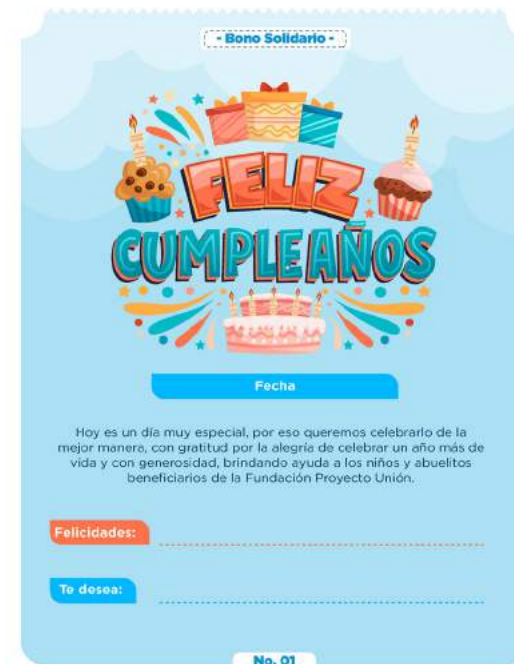 - Bono Solidario -
FELIZ
CUMPLEAÑOS
Fecha
Hoy es un día muy especial, por eso queremos celebrarlo de la
mejor manera, con gratitud por la alegría de celebrar un año más de
vida y con generosidad, brindando ayuda a los niños y abuelitos
beneficiarios de la Fundación Proyecto Unión.
Felicidades:
Te desea:
No. 01